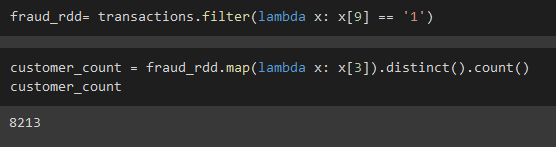 fraud_rdd= transactions.filter(lambda x: x[9] == '1')
customer_count = fraud_rdd.map(lambda x: x[3]).distinct().count()
customer_count
8213